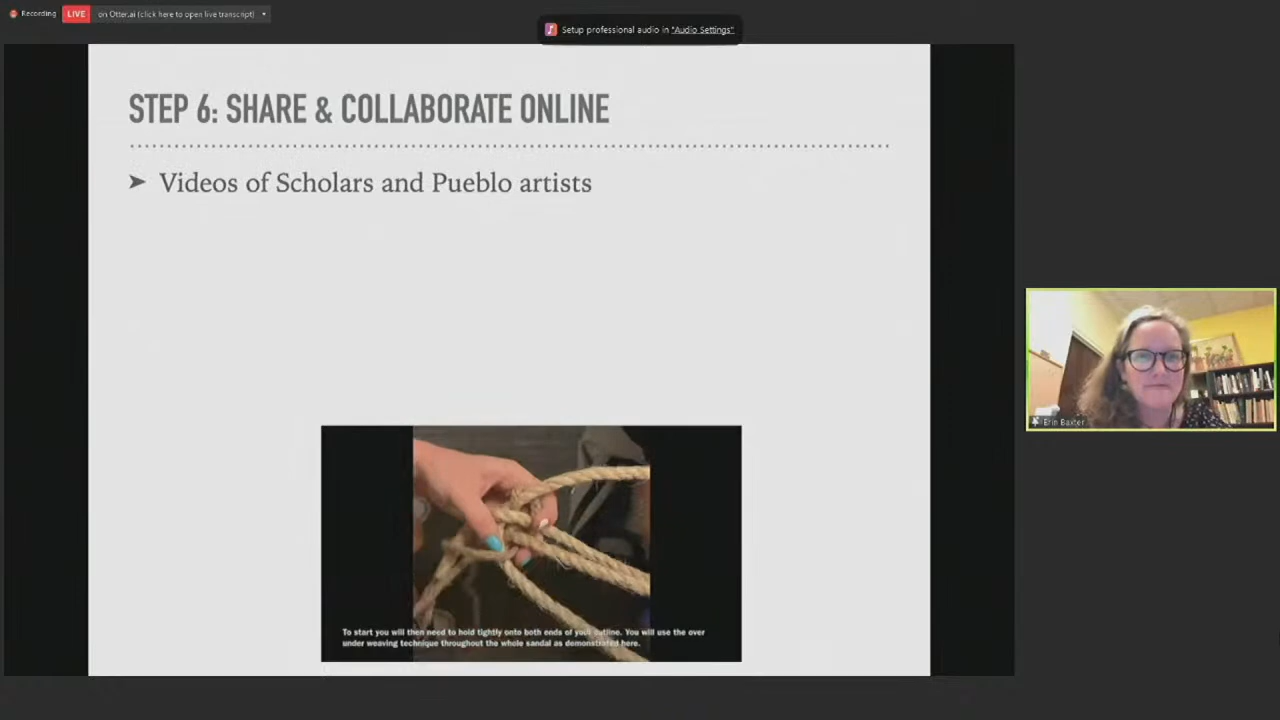 Recording LIVE on Otter.ai (click here to open live transcript)
Setup professional audio in "Audio Settings"
STEP 6: SHARE & COLLABORATE ONLINE
➤ Videos of Scholars and Pueblo artists
Erin Baxter
To start you will then need to hold tightly onto both ends of your outline. You will use the over
under weaving technique throughout the whole sandal as demonstrated here.